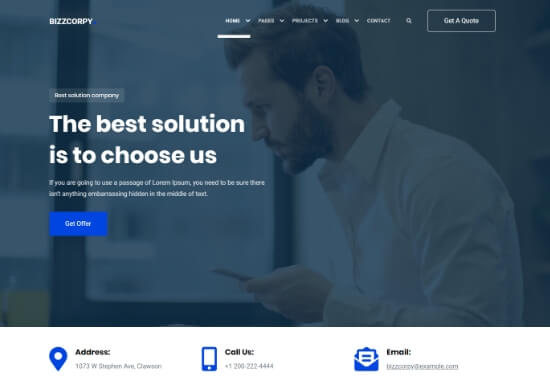 BIZZCORPY
HOME PAGES PROJECTS BLOG CONTACT Get A Quote
Best solution company
The best solution
is to choose us
If you are going to use a passage of Lorem Ipsum, you need to be sure there
isn't anything embarrassing hidden in the middle of text.
Get Offer
Address:
1073 W Stephen Ave, Clawson
Call Us:
+1 200-222-4444
Email:
bizzcorpy@example.com